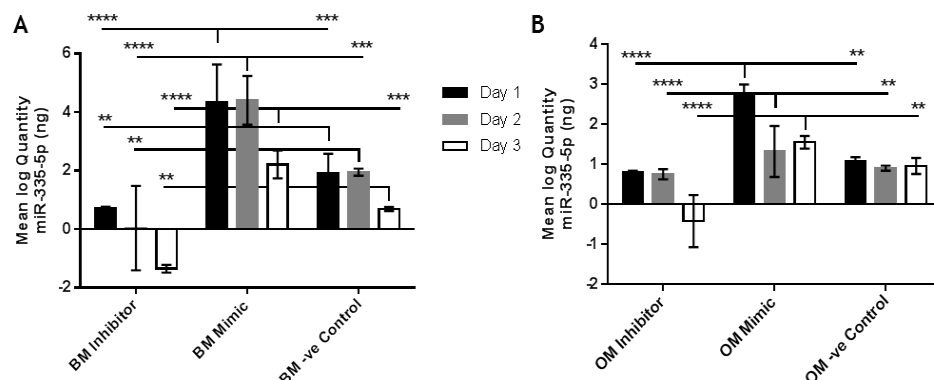 A
Mean log Quantity
miR-335-5p (ng)
6
4
2
0
-2
****
***
****
***
****
***
**
**
**
BM Inhibitor
BM Mimic
BM -ve Control
Day 1
Day 2
Day 3
B
Mean log Quantity
miR-335-5p (ng)
4
3
2
1
0
-1
-2
****
**
****
**
****
**
OM Inhibitor
OM Mimic
OM -ve Control